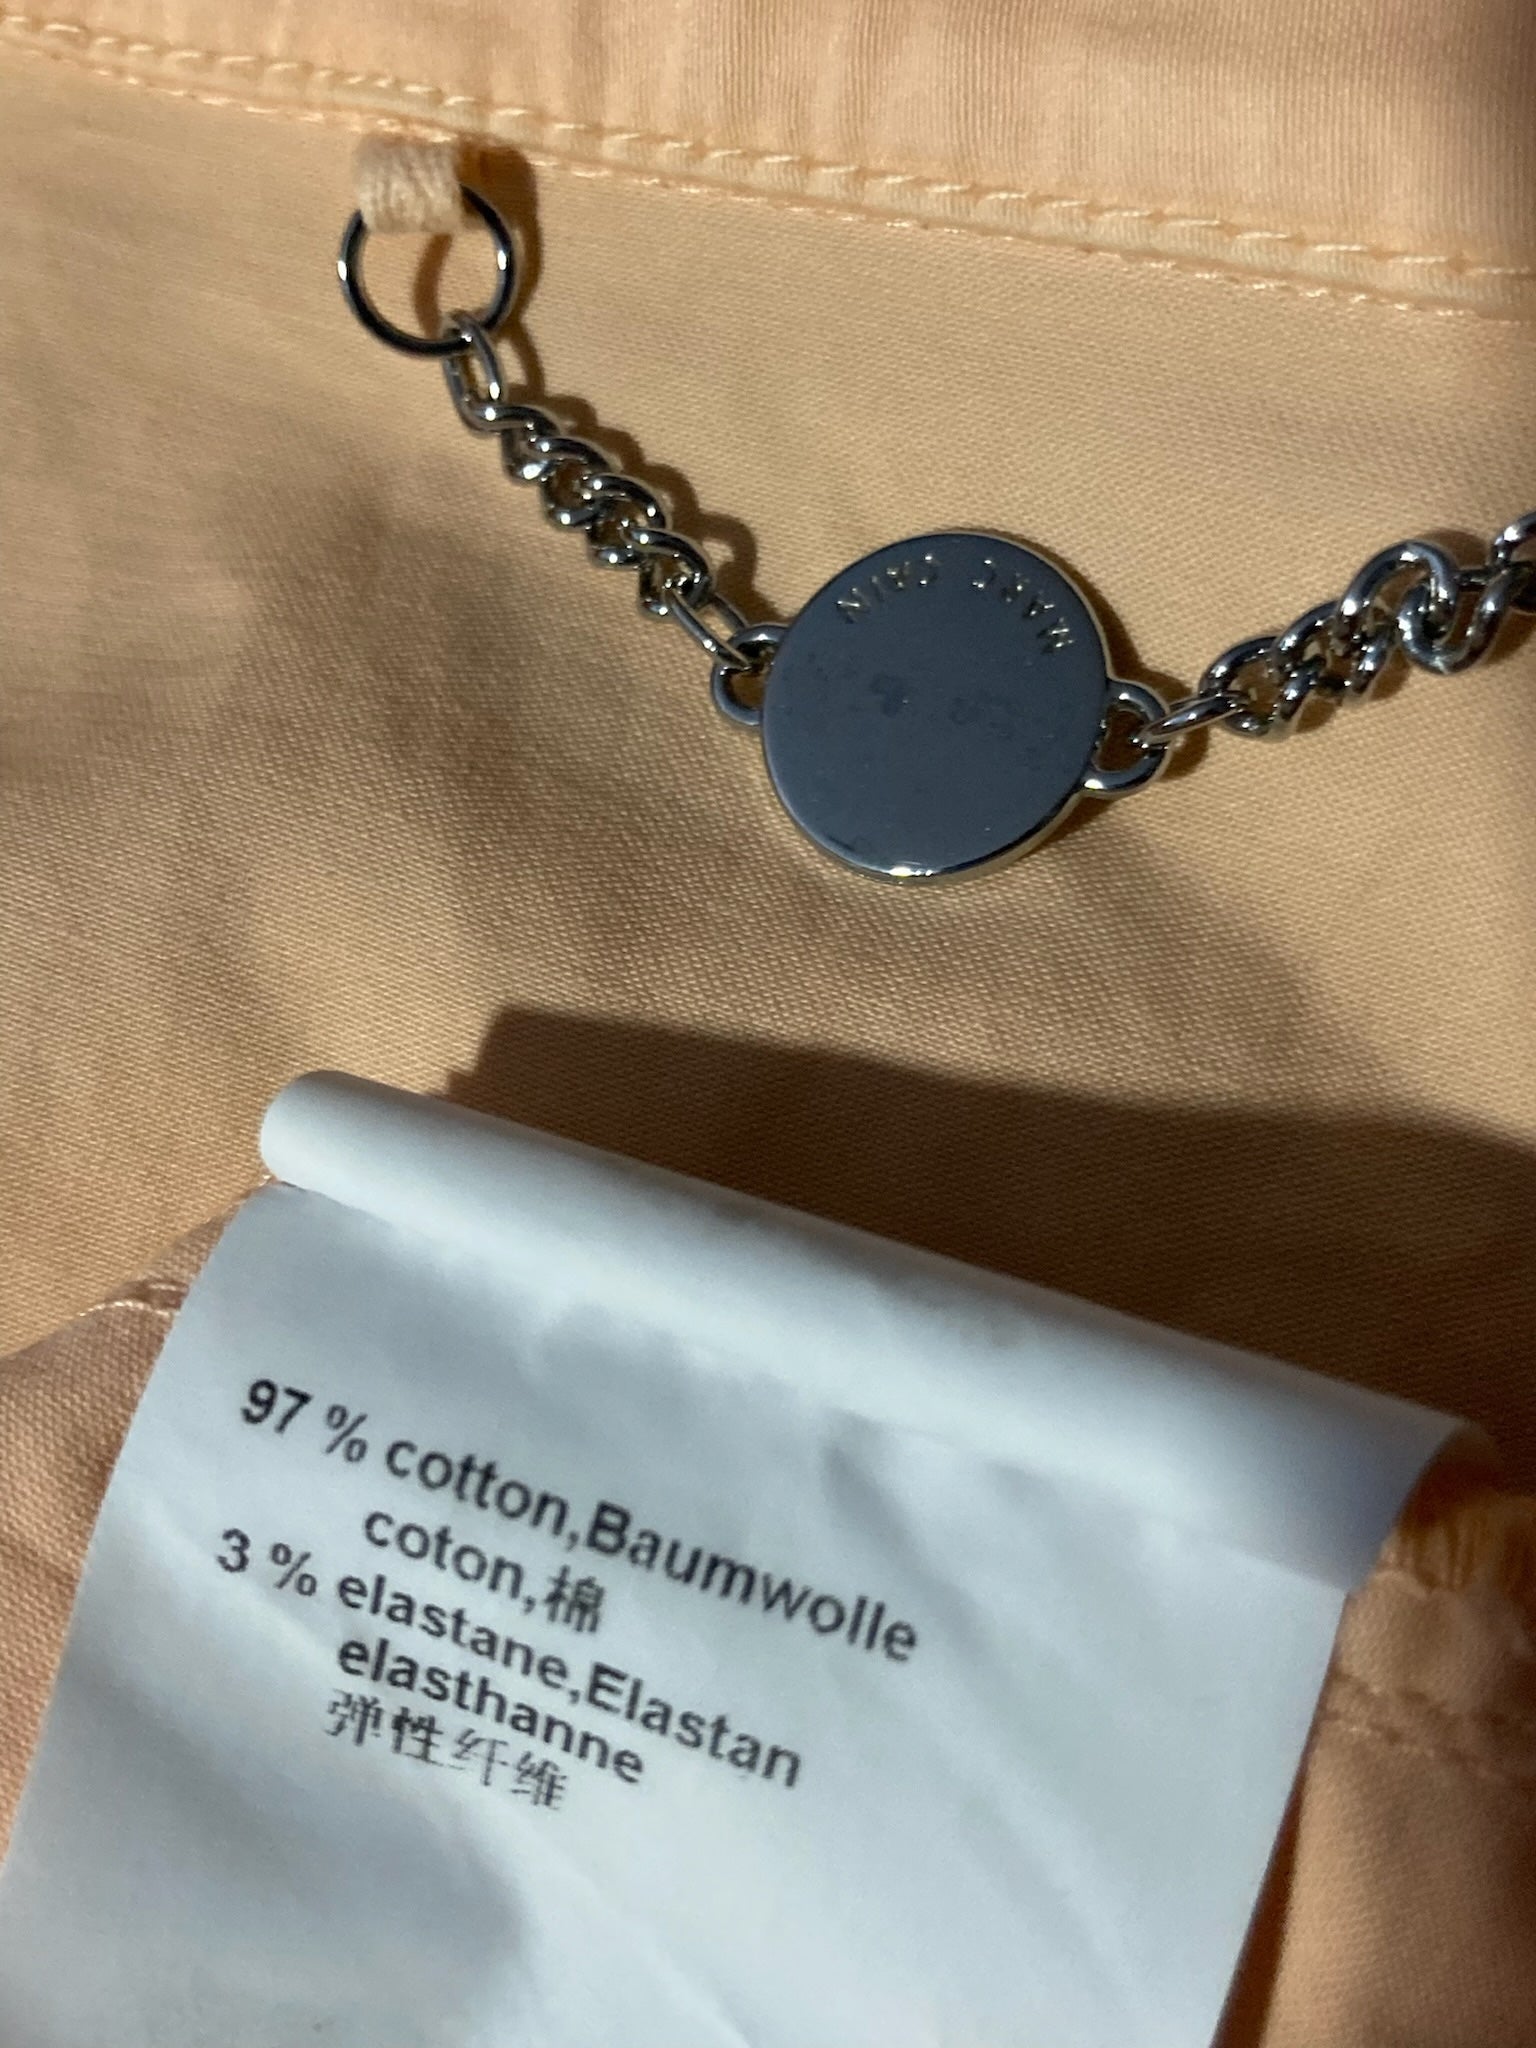 MARC CAIN
97 % cotton,Baumwolle
coton,棉
3 % elastane,Elastan
elasthanne
弹性纤维